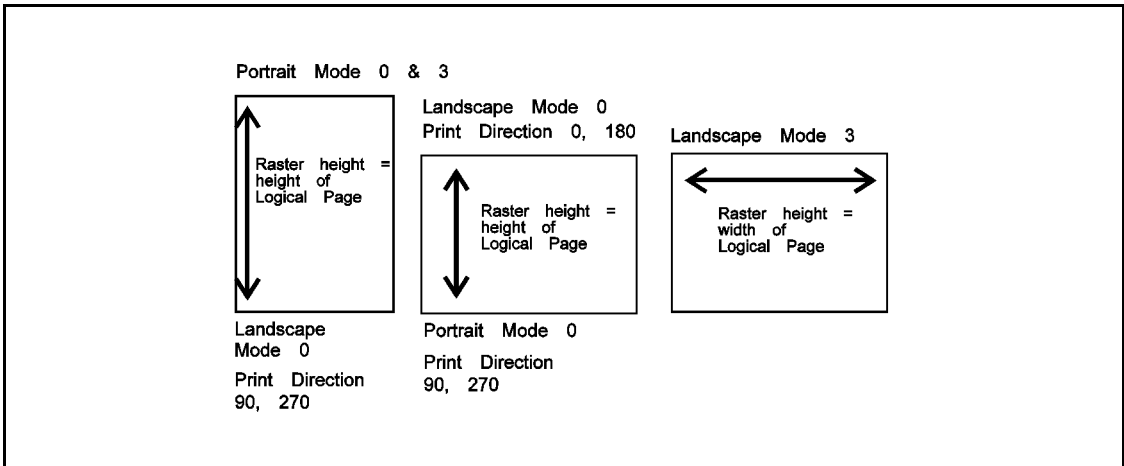 Portrait Mode 0 & 3
Raster height =
height of
Logical Page
Landscape
Mode 0
Print Direction
90, 270
Landscape Mode 0
Print Direction 0, 180
Raster height =
height of
Logical Page
Portrait Mode 0
Print Direction
90, 270
Landscape Mode 3
Raster height =
width of
Logical Page